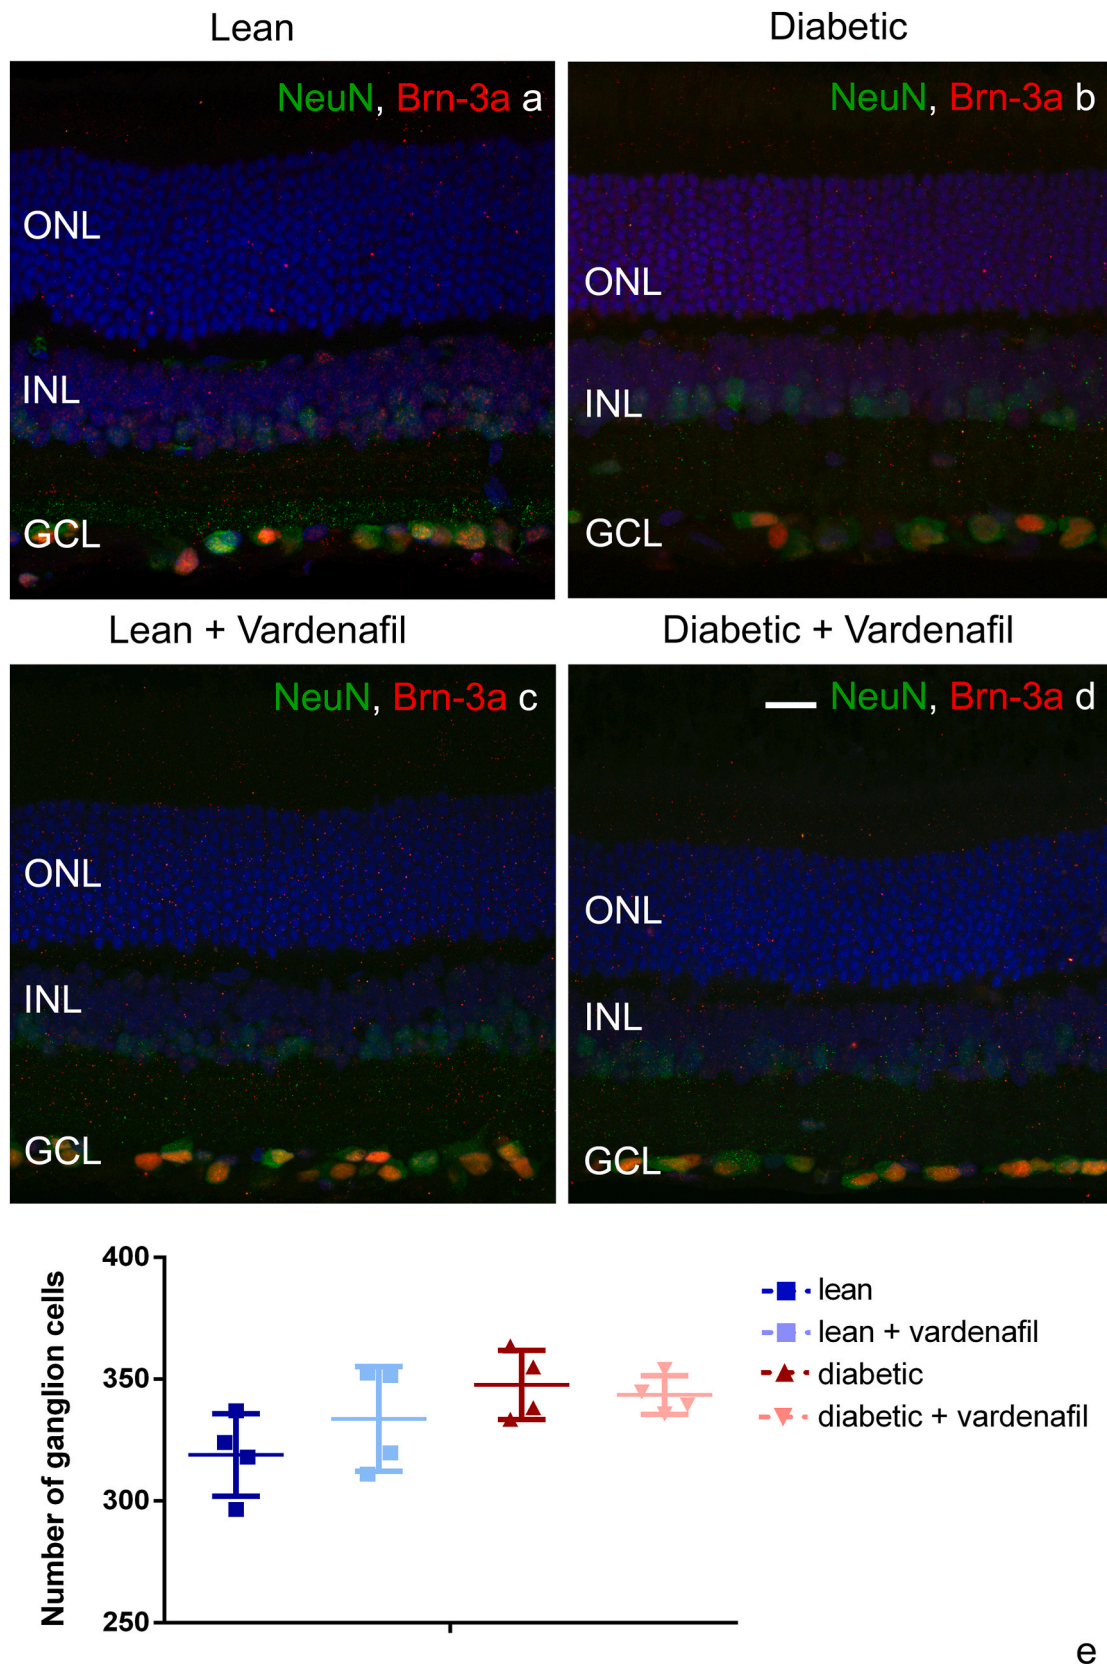 Lean
Diabetic
NeuN, Brn-3a a
NeuN, Brn-3a b
ONL
INL
GCL
ONL
INL
GCL
Lean + Vardenafil
Diabetic + Vardenafil
NeuN, Brn-3a c
NeuN, Brn-3a d
ONL
INL
GCL
ONL
INL
GCL
Number of ganglion cells
400
350
300
250
lean
lean + vardenafil
diabetic
diabetic + vardenafil
e